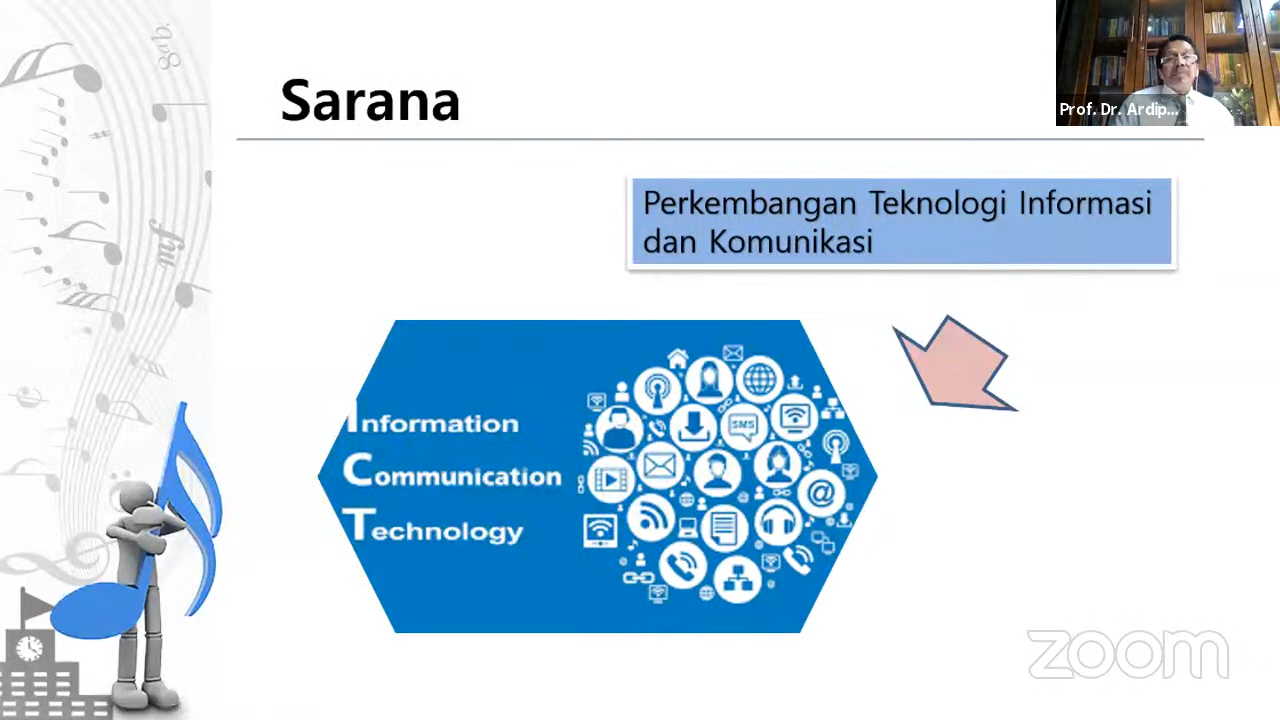 Sarana
Prof. Dr. Ardip...
Perkembangan Teknologi Informasi
dan Komunikasi
Information
Communication
Technology
SMS
@
zoom